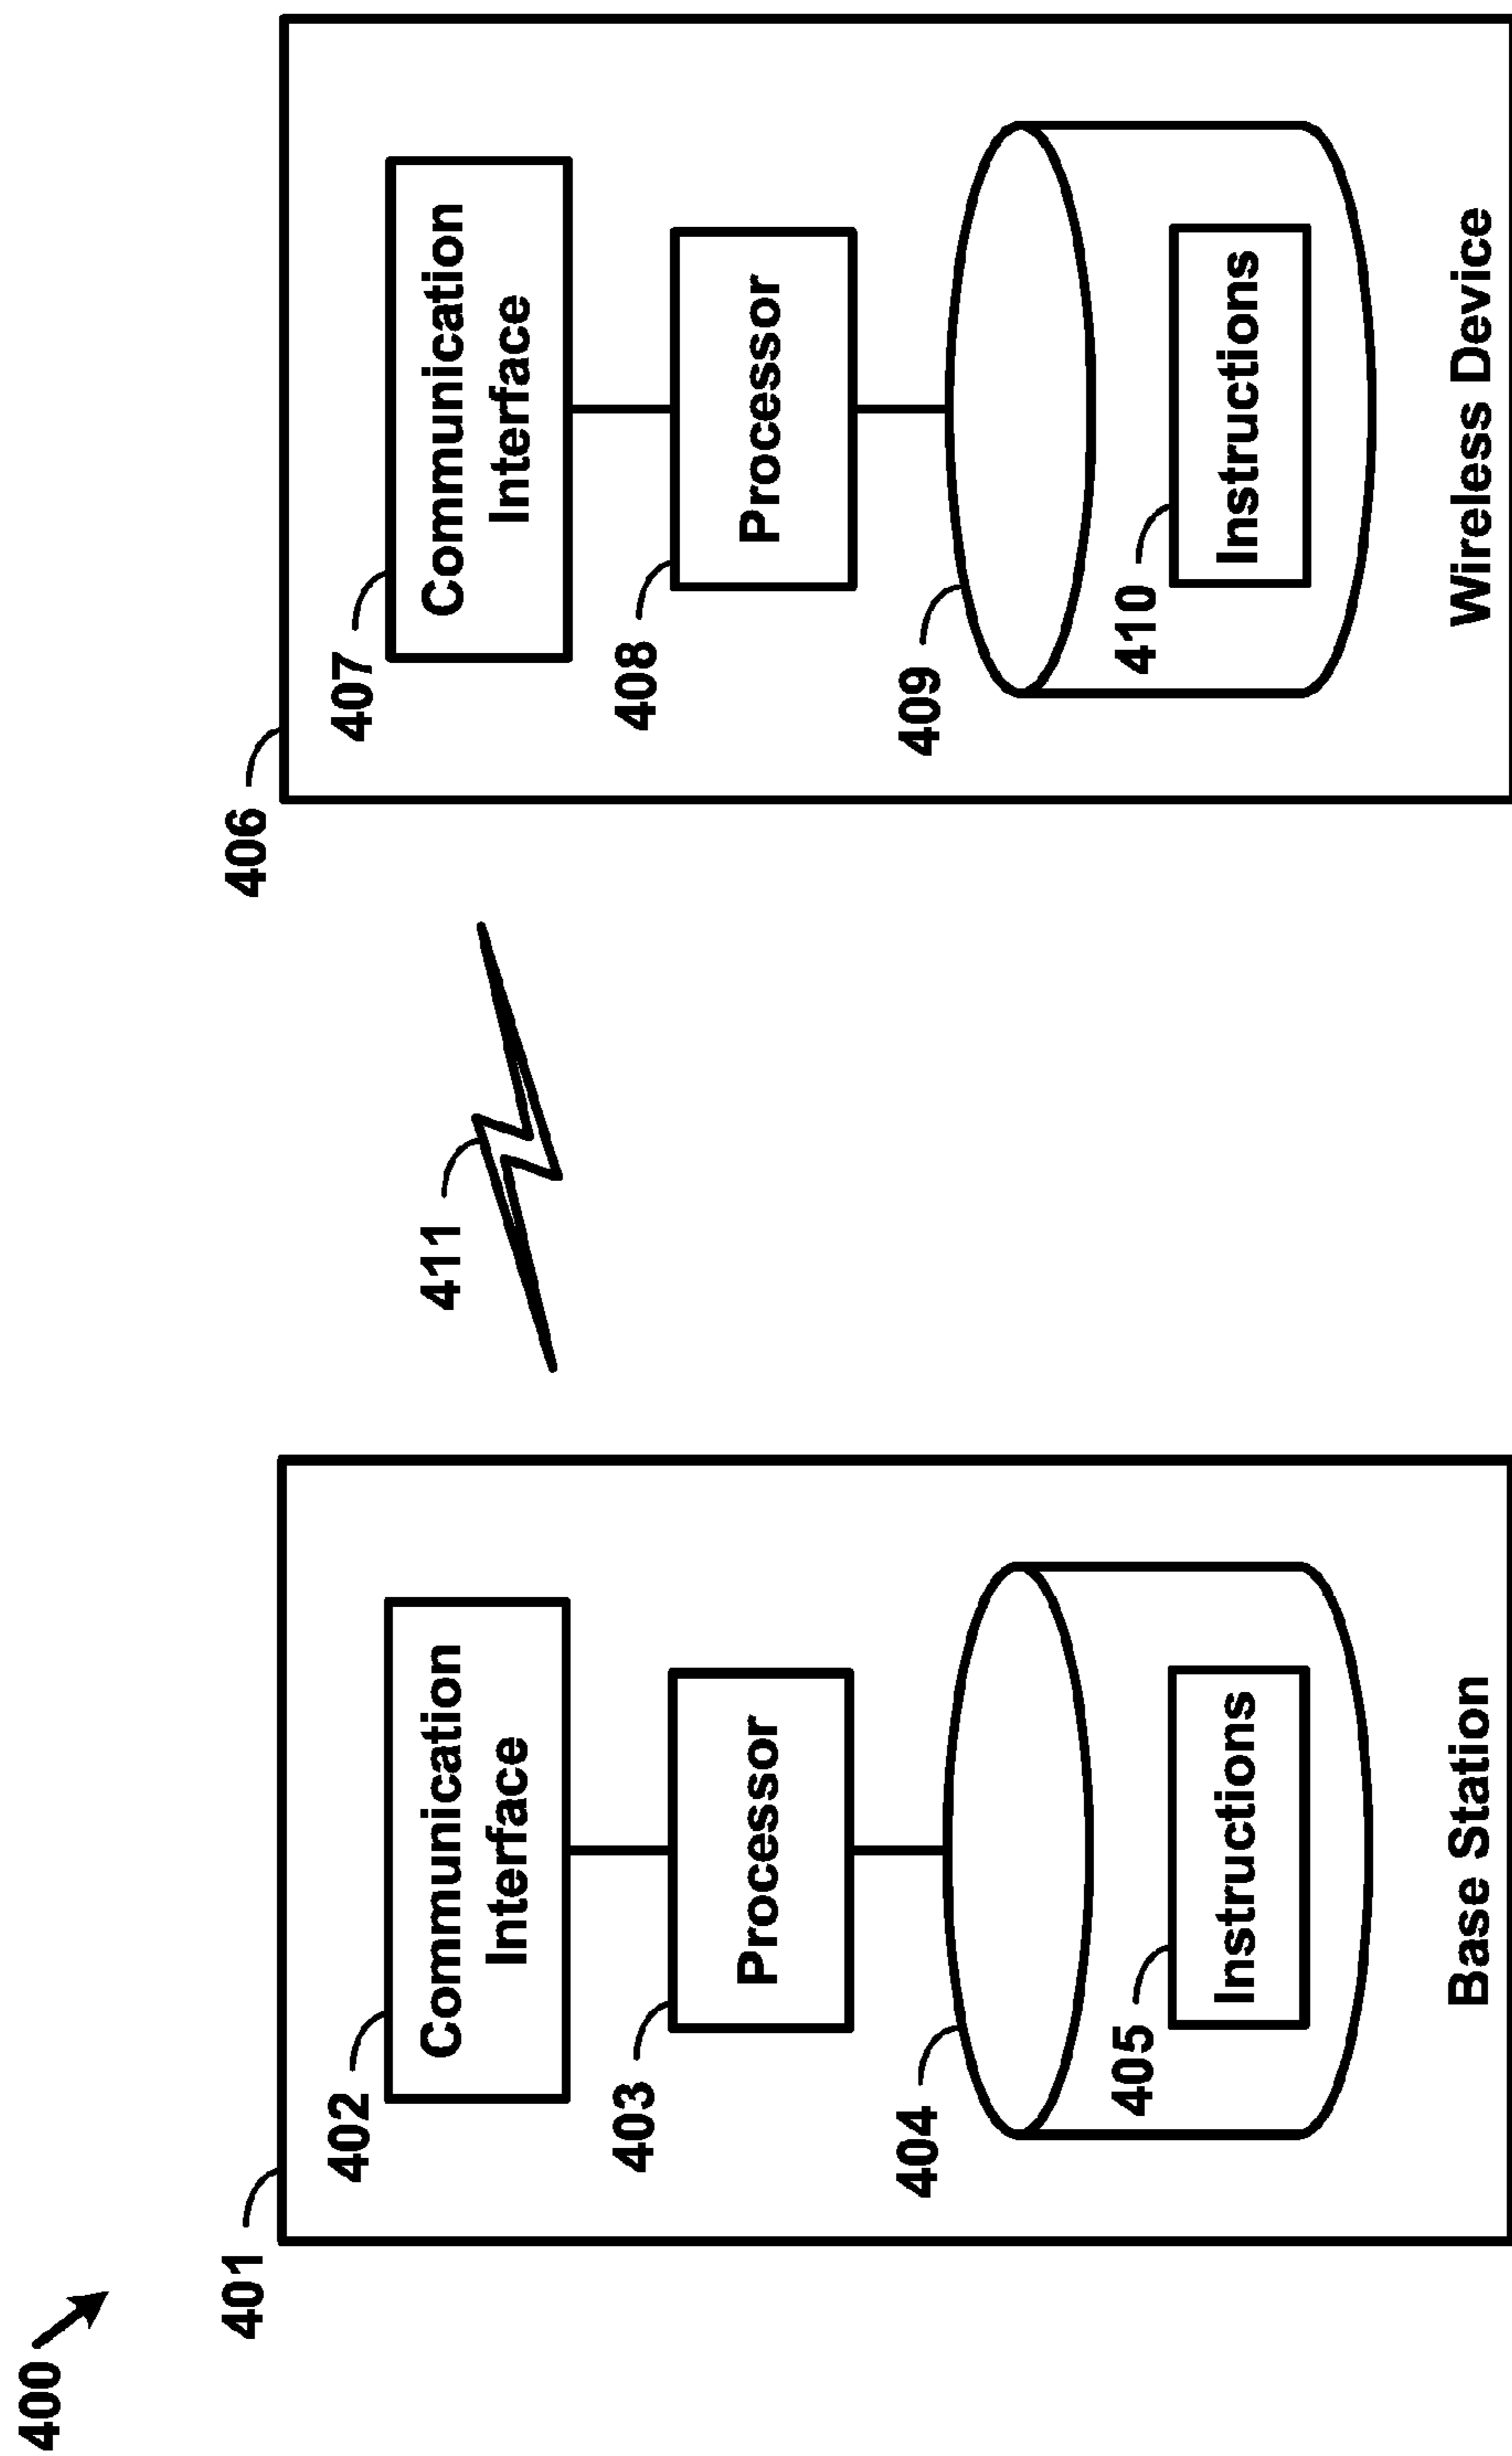 400
401
402
Communication
Interface
403
Processor
404
405
Instructions
Base Station
411
406
407
Communication
Interface
408
Processor
409
410
Instructions
Wireless Device